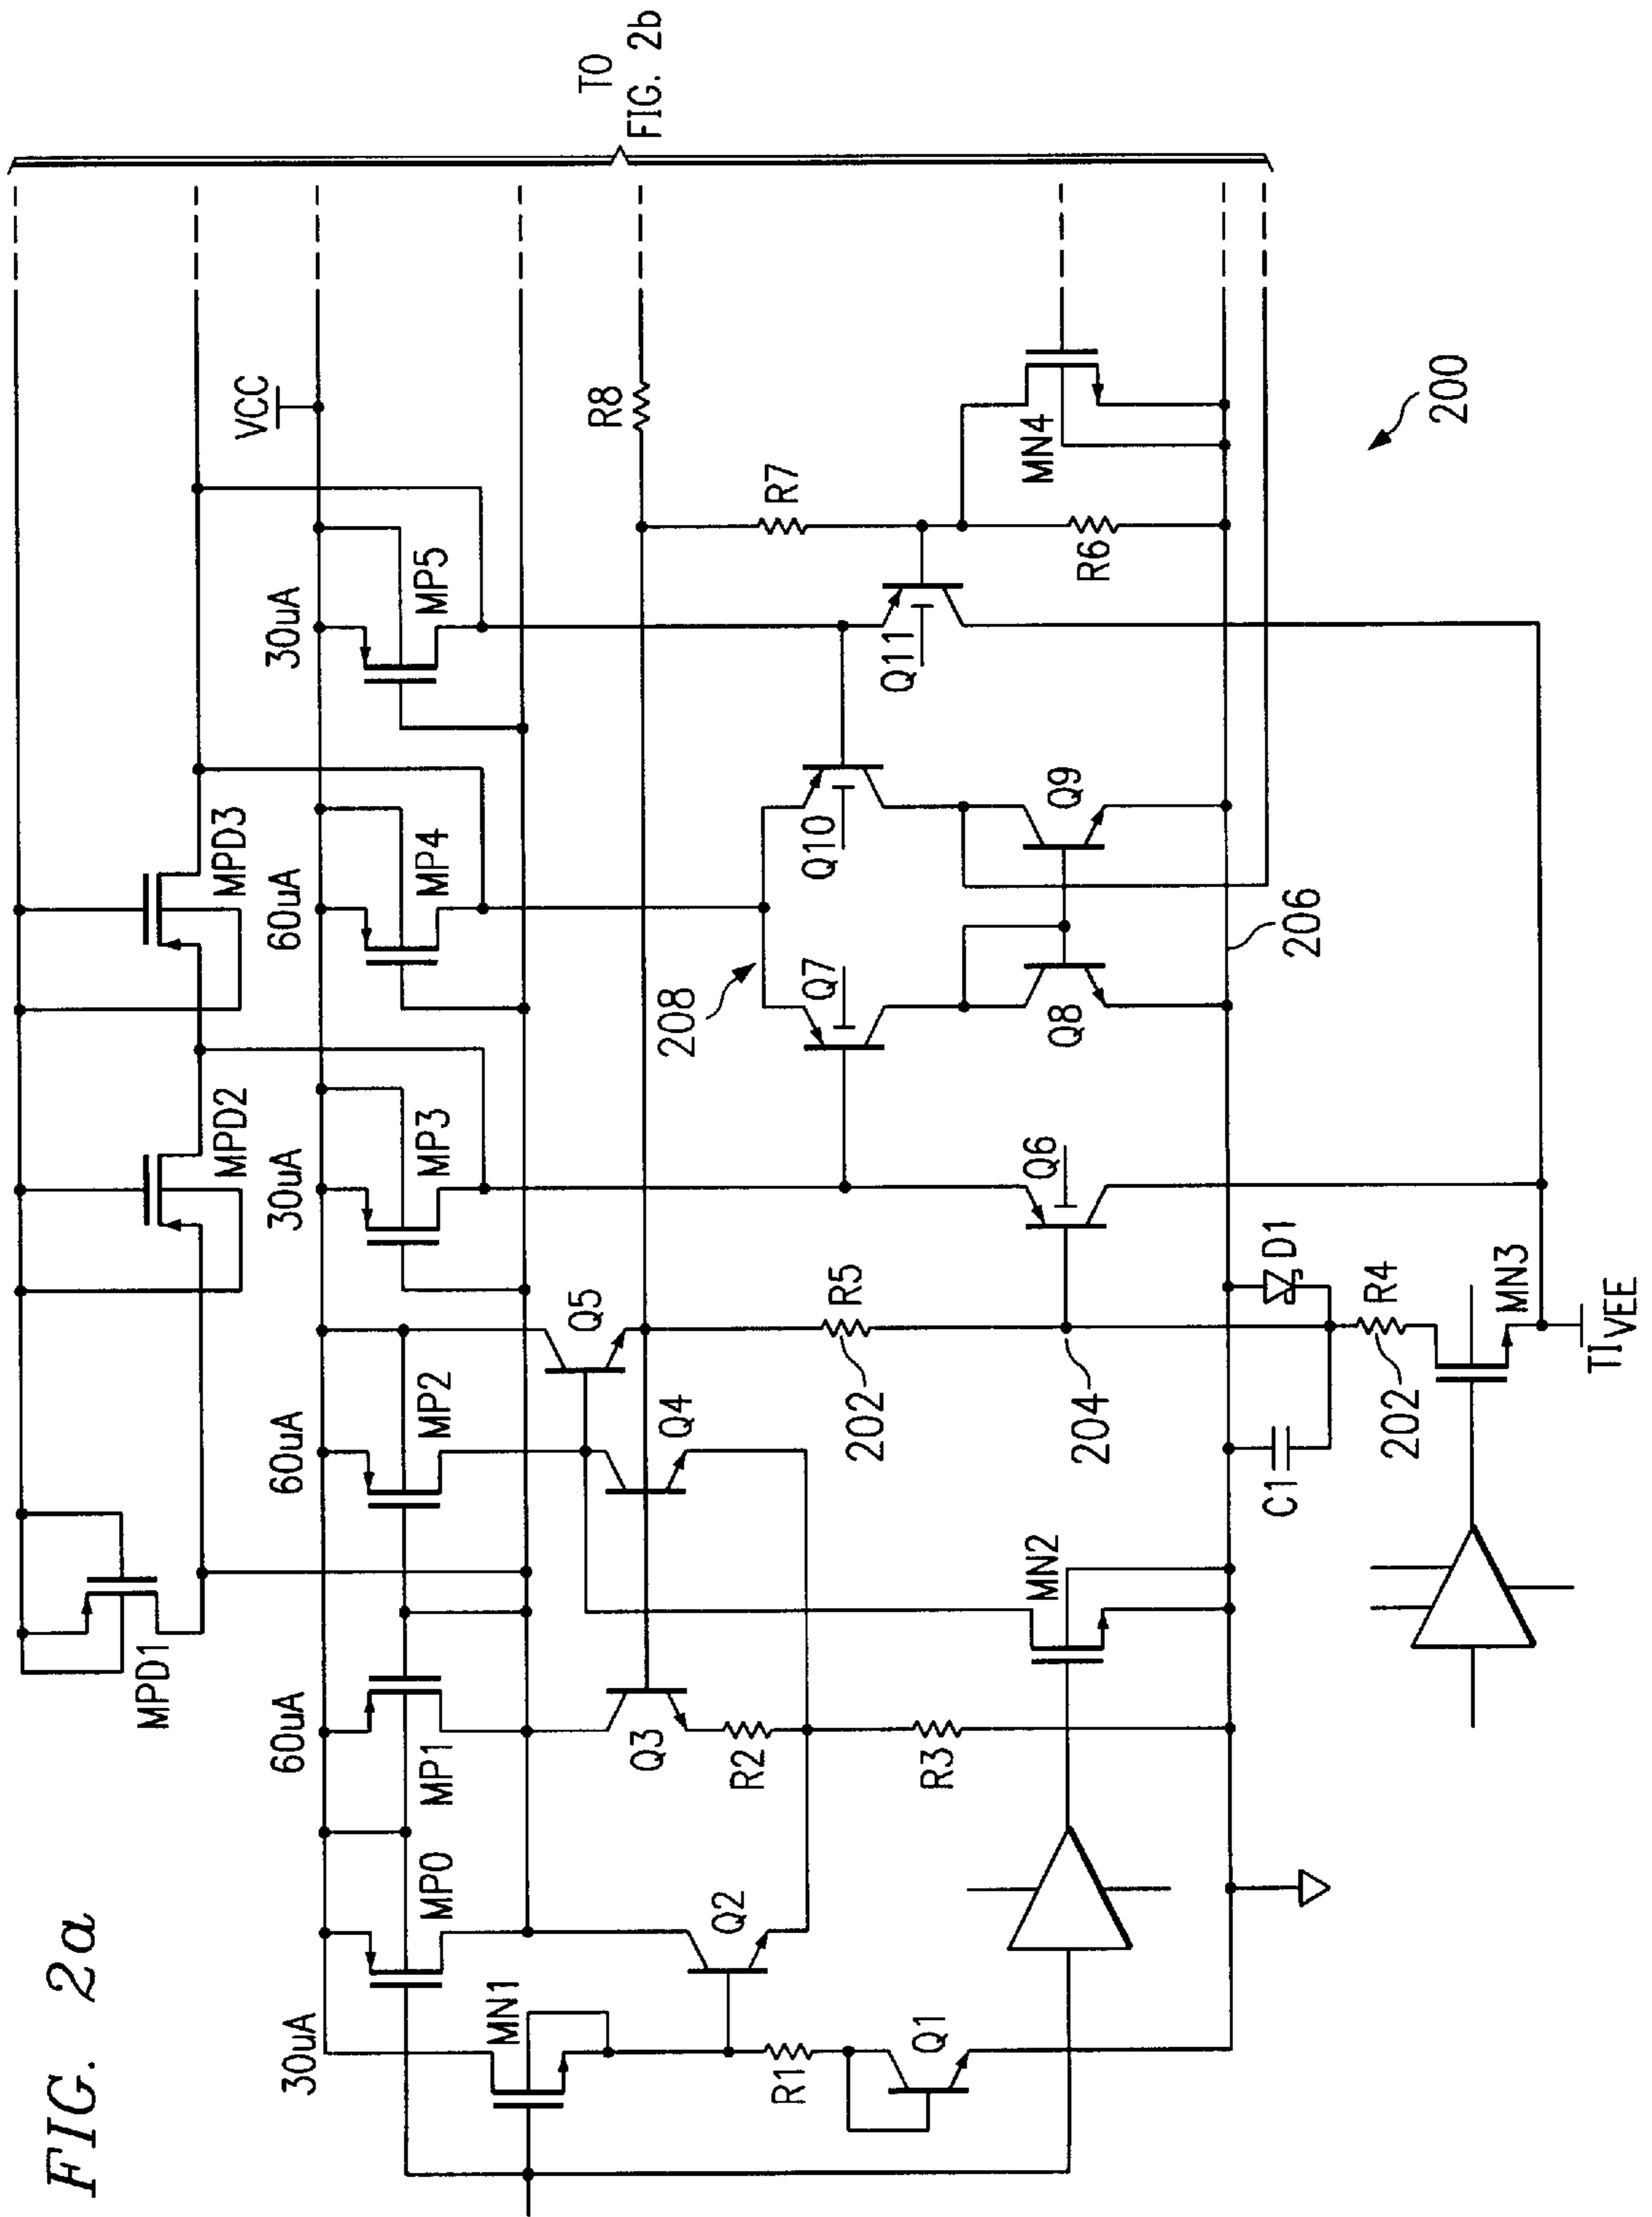 FIG. 2a
MPD1
MPD2
MPD3
VCC
30uA
60uA
60uA
30uA
60uA
30uA
MP0
MP1
MP2
MP3
MP4
MP5
TO
FIG. 2b
MN1
Q5
R8
Q2
Q3
Q4
208
Q7
Q10
Q11
R7
R1
R2
R5
202
Q1
R3
MN2
204
Q6
Q8
Q9
R6
MN4
206
C1
D1
202
R4
MN3
TI VEE
200